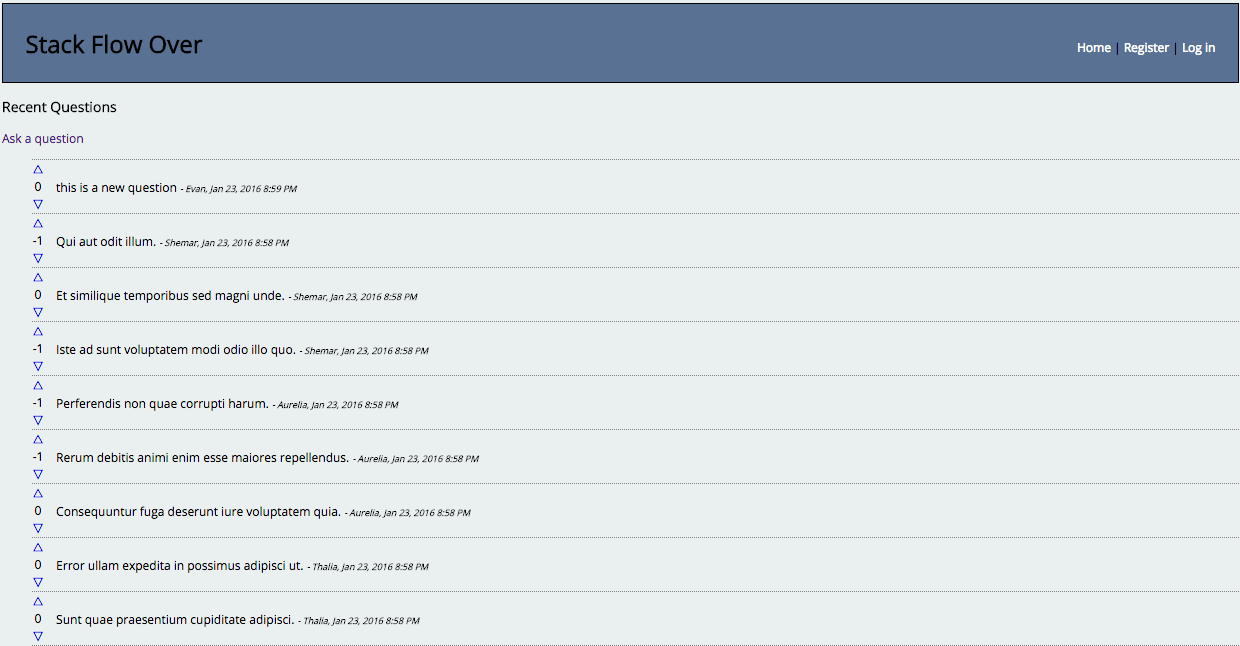 Stack Flow Over
Home | Register | Log in
Recent Questions
Ask a question
△
0 this is a new question - Evan, Jan 23, 2016 8:59 PM
▽
△
-1 Qui aut odit illum. - Shemar, Jan 23, 2016 8:58 PM
▽
△
0 Et similique temporibus sed magni unde. - Shemar, Jan 23, 2016 8:58 PM
▽
△
-1 Iste ad sunt voluptatem modi odio illo quo. - Shemar, Jan 23, 2016 8:58 PM
▽
△
-1 Perferendis non quae corrupti harum. - Aurelia, Jan 23, 2016 8:58 PM
▽
△
-1 Rerum debitis animi enim esse maiores repellendus. - Aurelia, Jan 23, 2016 8:58 PM
▽
△
0 Consequuntur fuga deserunt iure voluptatem quia. - Aurelia, Jan 23, 2016 8:58 PM
▽
△
0 Error ullam expedita in possimus adipisci ut. - Thalia, Jan 23, 2016 8:58 PM
▽
△
0 Sunt quae praesentium cupiditate adipisci. - Thalia, Jan 23, 2016 8:58 PM
▽